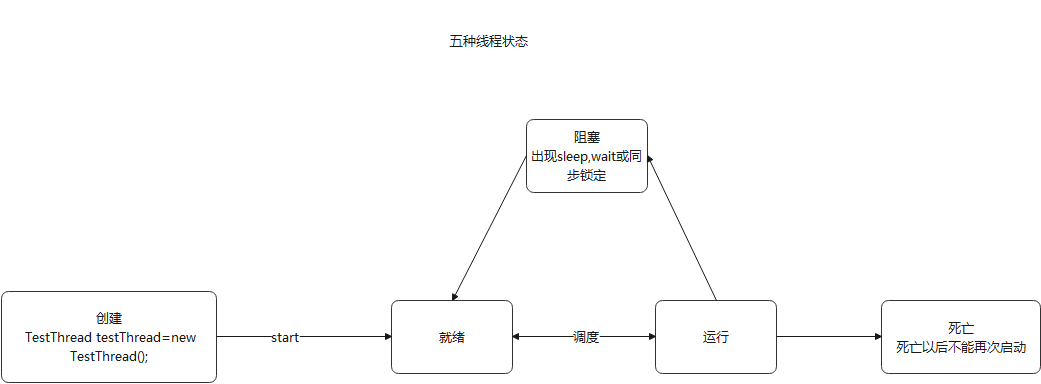 五种线程状态
阻塞
出现sleep,wait或同
步锁定
创建
TestThread testThread=new
TestThread();
start
就绪
调度
运行
死亡
死亡以后不能再次启动